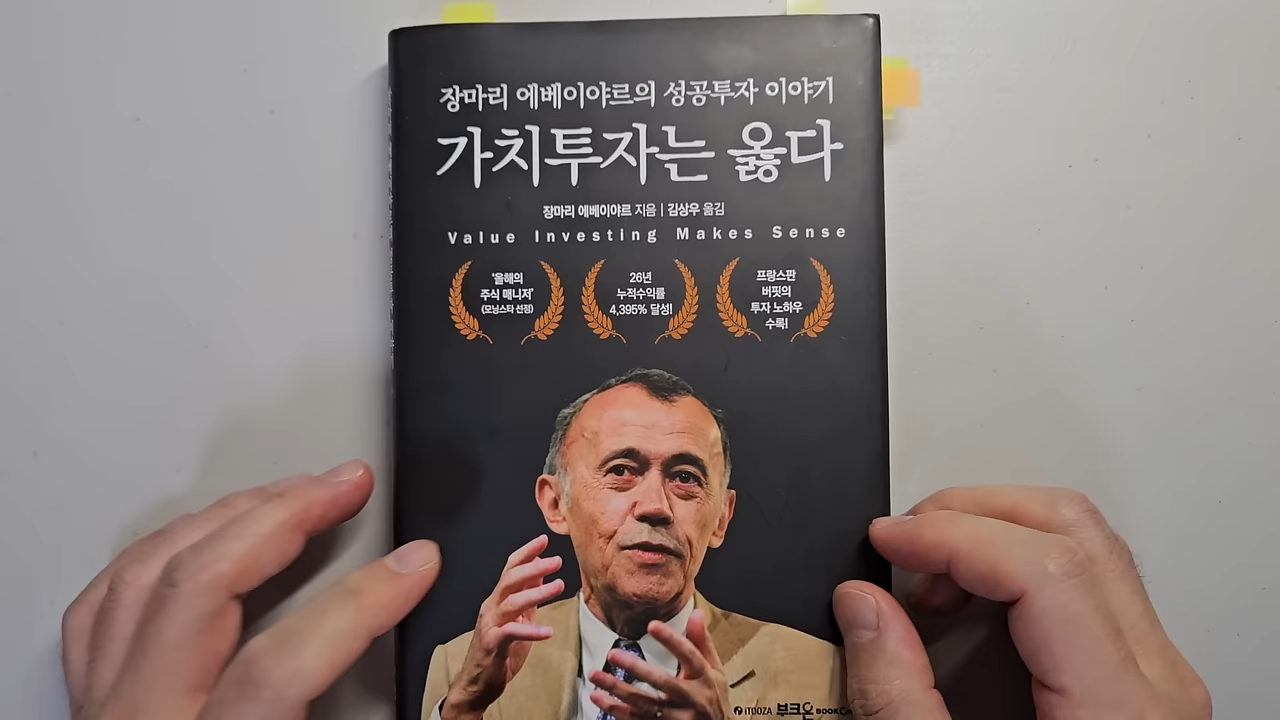 장마리 에베이야르의 성공투자 이야기
가치투자는 옳다
장마리 에베이야르 지음 | 김상우 옮김
Value Investing Makes Sense
'올해의
주식 매니저'
(모닝스타 선정)
26년
누적수익률
4,395% 달성!
프랑스판
버핏의
투자 노하우
수록!
iTOOZA 부크온 BOOKOn